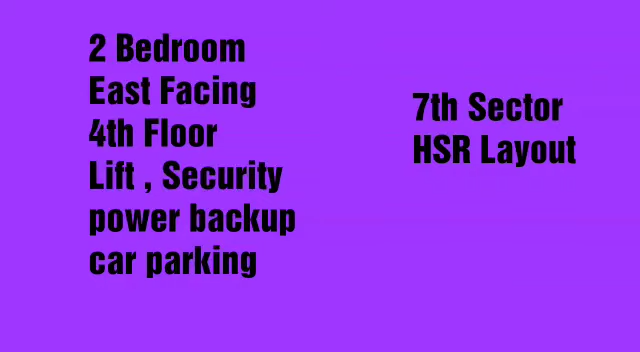 2 Bedroom
East Facing
4th Floor
Lift , Security
power backup
car parking
7th Sector
HSR Layout